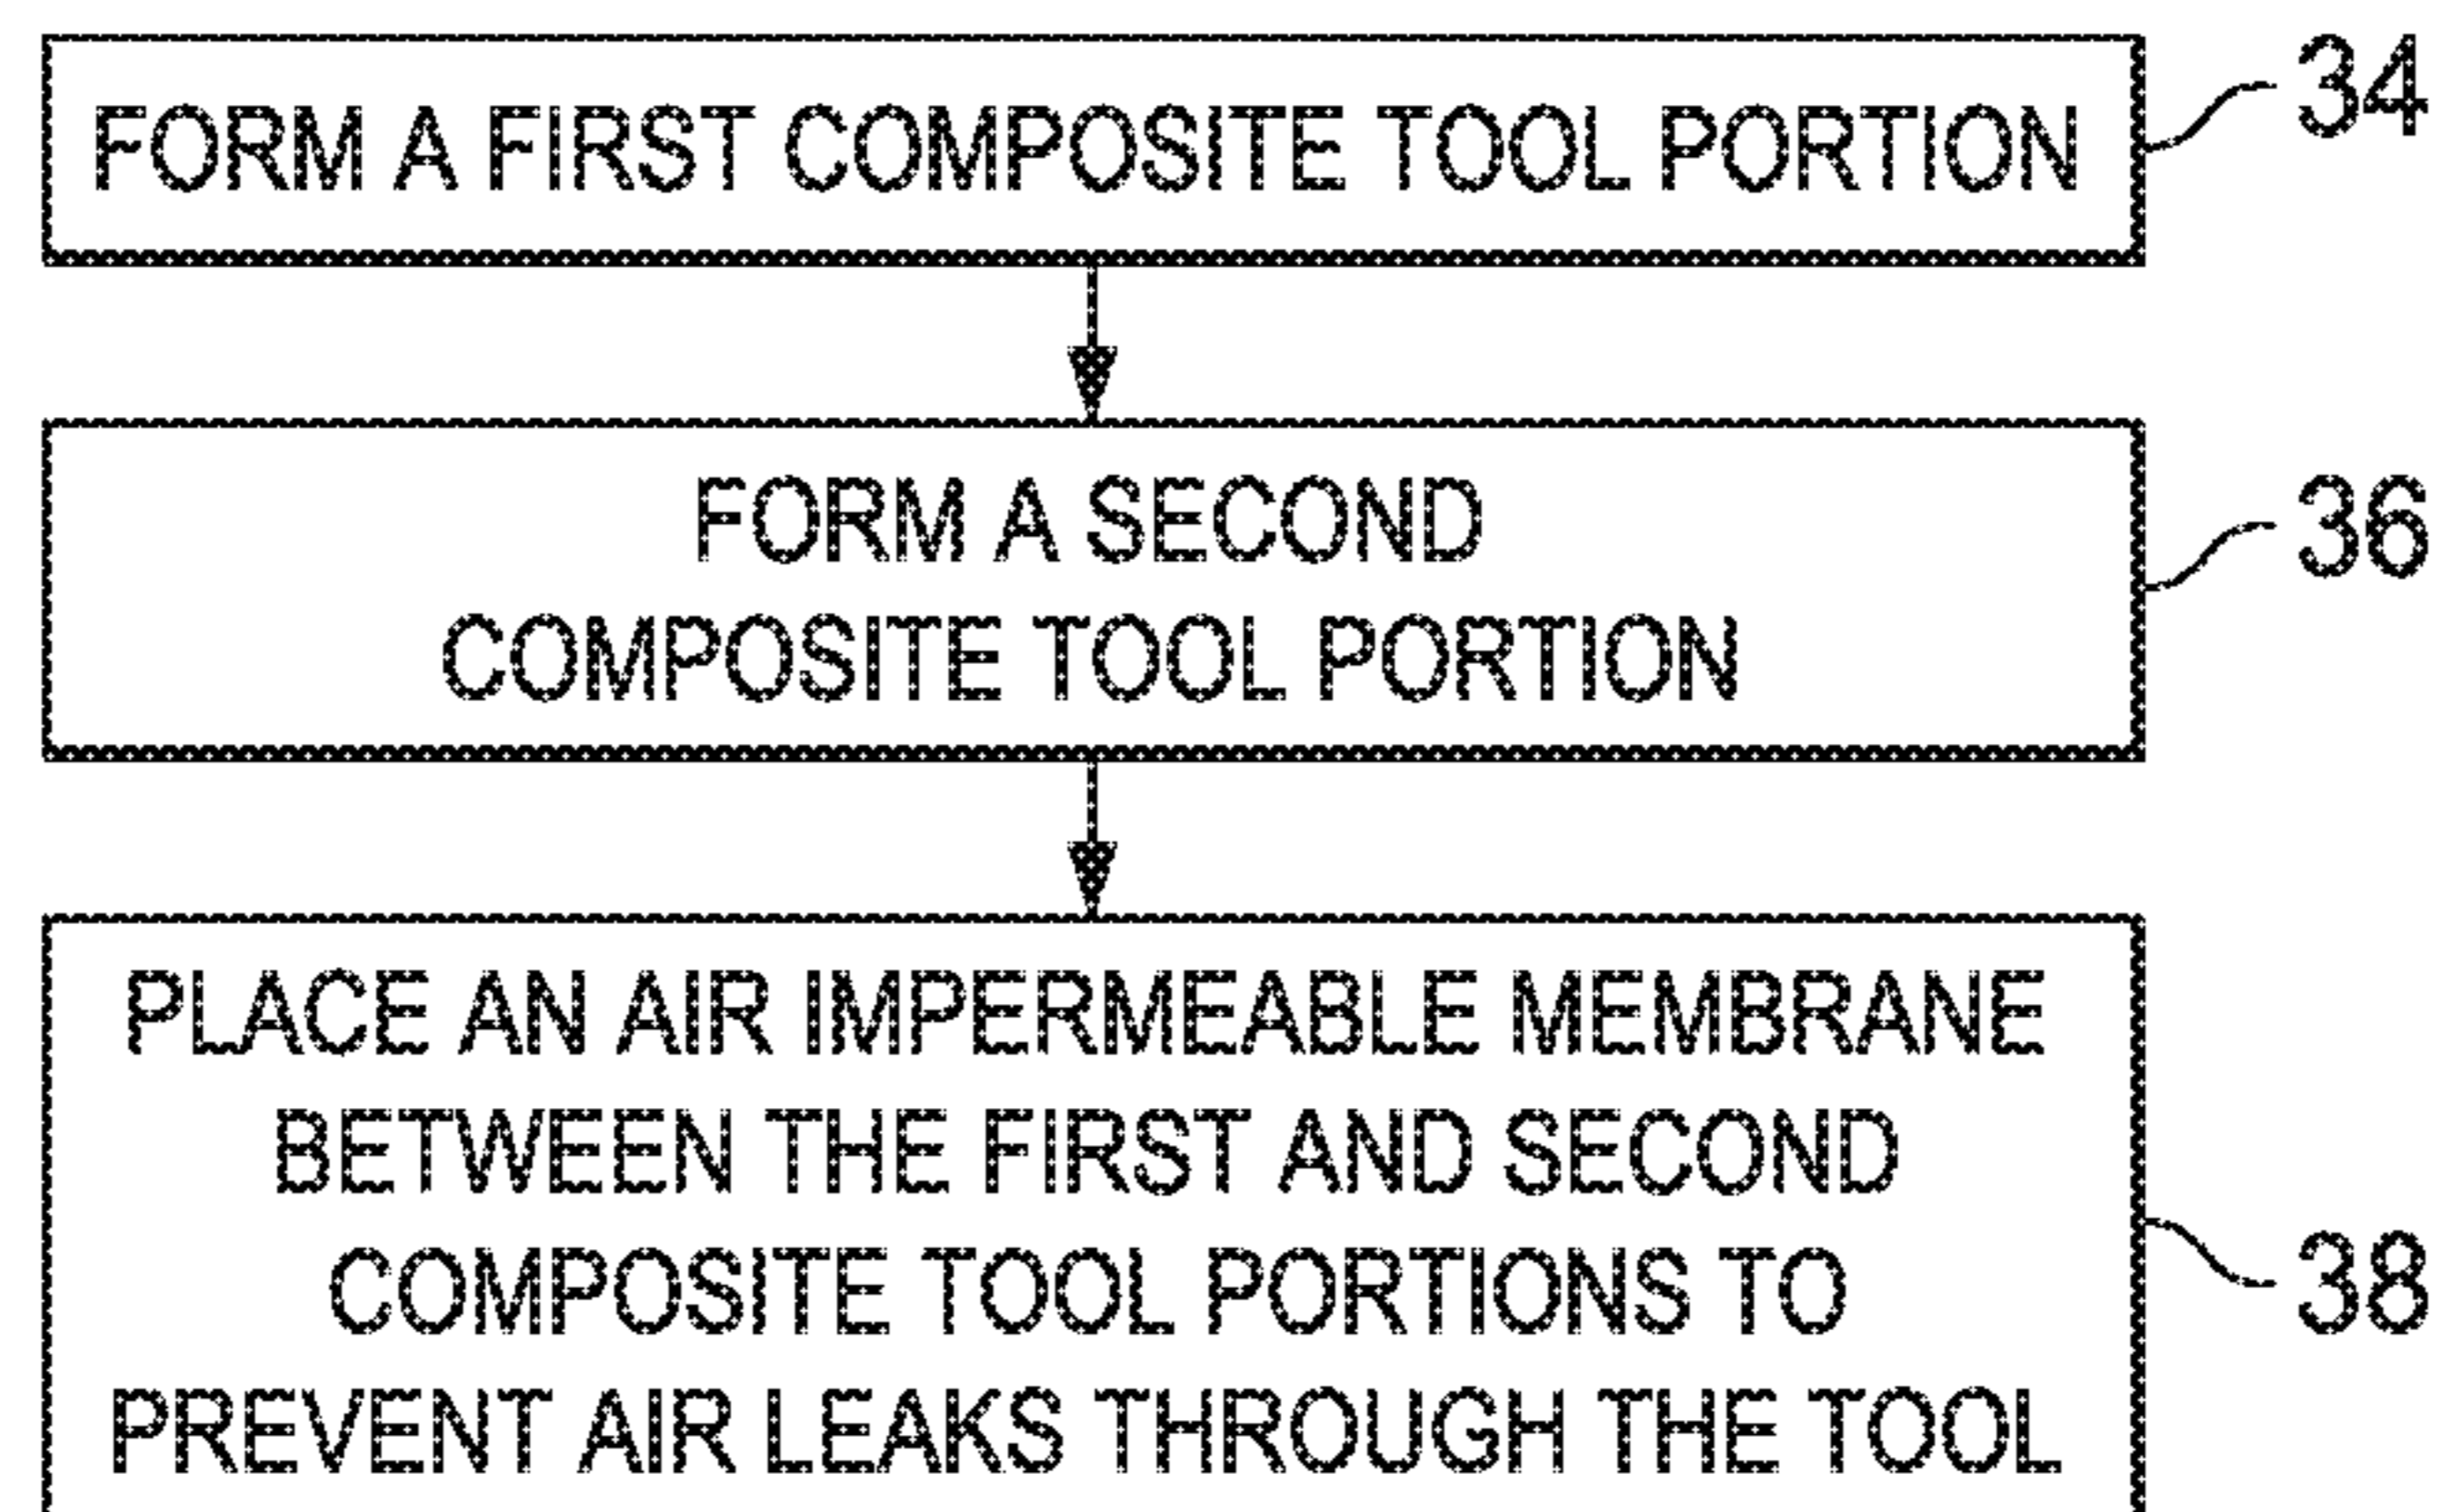 FORM A FIRST COMPOSITE TOOL PORTION
34
FORM A SECOND
COMPOSITE TOOL PORTION
36
PLACE AN AIR IMPERMEABLE MEMBRANE
BETWEEN THE FIRST AND SECOND
COMPOSITE TOOL PORTIONS TO
PREVENT AIR LEAKS THROUGH THE TOOL
38